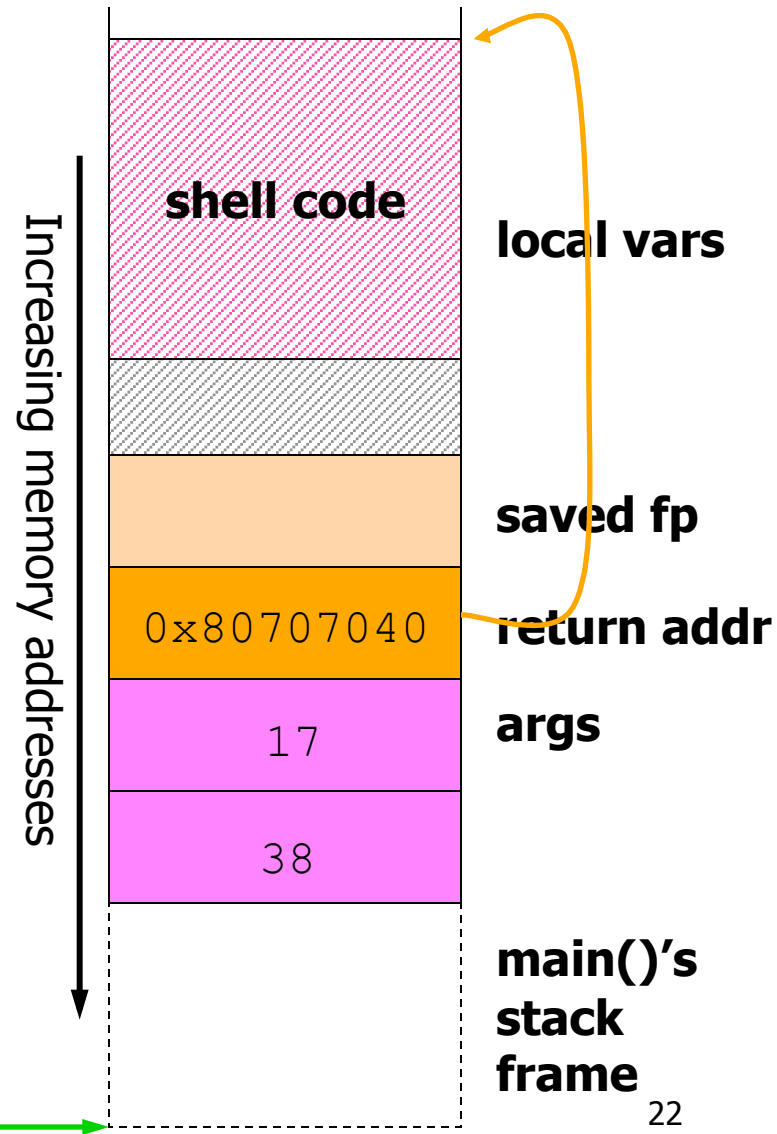 shell code
local vars
Increasing memory addresses
saved fp
0x80707040
return addr
17
args
38
main()’s
stack
frame
22